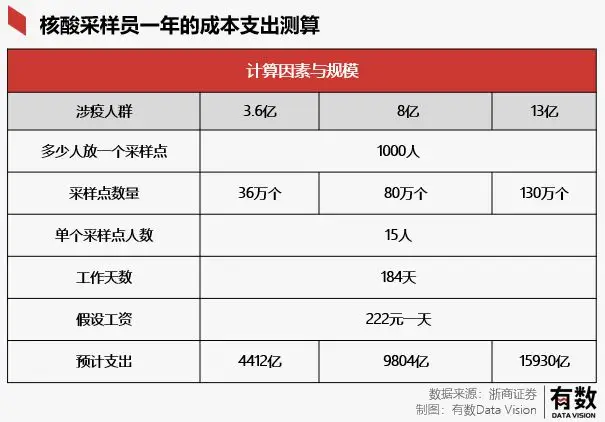 核酸采样员一年的成本支出测算
计算因素与规模
涉疫人群 3.6亿 8亿 13亿
多少人放一个采样点 1000人
采样点数量 36万个 80万个 130万个
单个采样点人数 15人
工作天数 184天
假设工资 222元一天
预计支出 4412亿 9804亿 15930亿
数据来源：浙商证券
制图：有数Data Vision
有数
DATA VISION